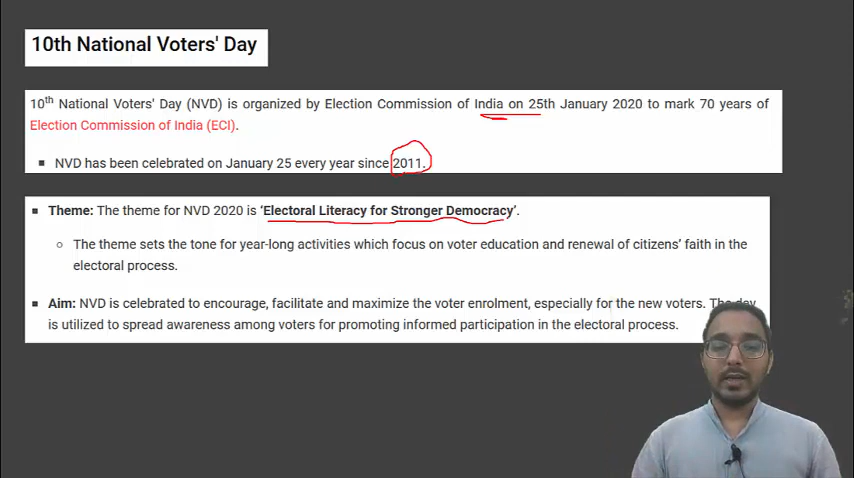 10th National Voters' Day
10th National Voters' Day (NVD) is organized by Election Commission of India on 25th January 2020 to mark 70 years of
Election Commission of India (ECI).
▪ NVD has been celebrated on January 25 every year since 2011.
▪ Theme: The theme for NVD 2020 is ‘Electoral Literacy for Stronger Democracy’.
○ The theme sets the tone for year-long activities which focus on voter education and renewal of citizens’ faith in the
electoral process.
▪ Aim: NVD is celebrated to encourage, facilitate and maximize the voter enrolment, especially for the new voters. The day
is utilized to spread awareness among voters for promoting informed participation in the electoral process.